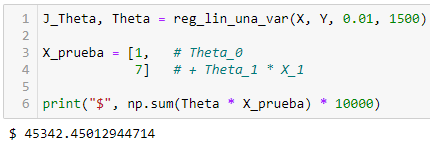 1 J_Theta, Theta = reg_lin_una_var(X, Y, 0.01, 1500)
2
3 X_prueba = [1,   # Theta_0
4             7]   # + Theta_1 * X_1
5
6 print("$", np.sum(Theta * X_prueba) * 10000)
$ 45342.45012944714